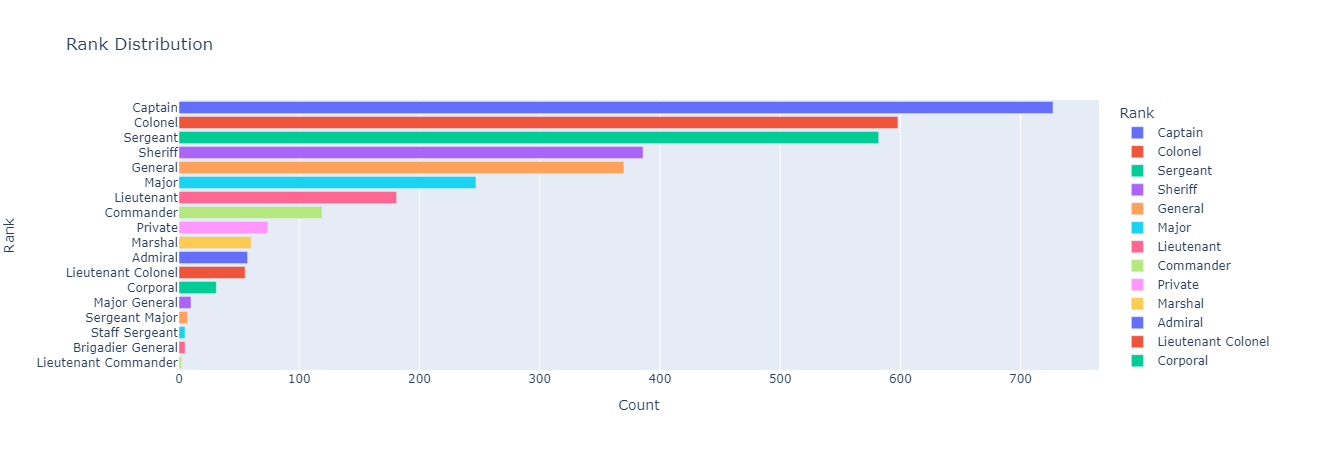 Rank Distribution
Captain
Colonel
Sergeant
Sheriff
General
Major
Lieutenant
Commander
Private
Marshal
Admiral
Lieutenant Colonel
Corporal
Major General
Sergeant Major
Staff Sergeant
Brigadier General
Lieutenant Commander
0 100 200 300 400 500 600 700
Count
Rank
Rank
Captain
Colonel
Sergeant
Sheriff
General
Major
Lieutenant
Commander
Private
Marshal
Admiral
Lieutenant Colonel
Corporal